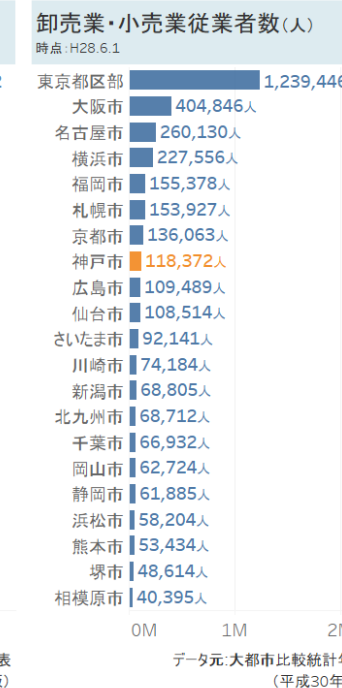 卸売業・小売業従業者数(人)
時点:H28.6.1
東京都区部 1,239,446
大阪市 404,846人
名古屋市 260,130人
横浜市 227,556人
福岡市 155,378人
札幌市 153,927人
京都市 136,063人
神戸市 118,372人
広島市 109,489人
仙台市 108,514人
さいたま市 92,141人
川崎市 74,184人
新潟市 68,805人
北九州市 68,712人
千葉市 66,932人
岡山市 62,724人
静岡市 61,885人
浜松市 58,204人
熊本市 53,434人
堺市 48,614人
相模原市 40,395人
0M 1M 2M
表 データ元:大都市比較統計年
) (平成30年